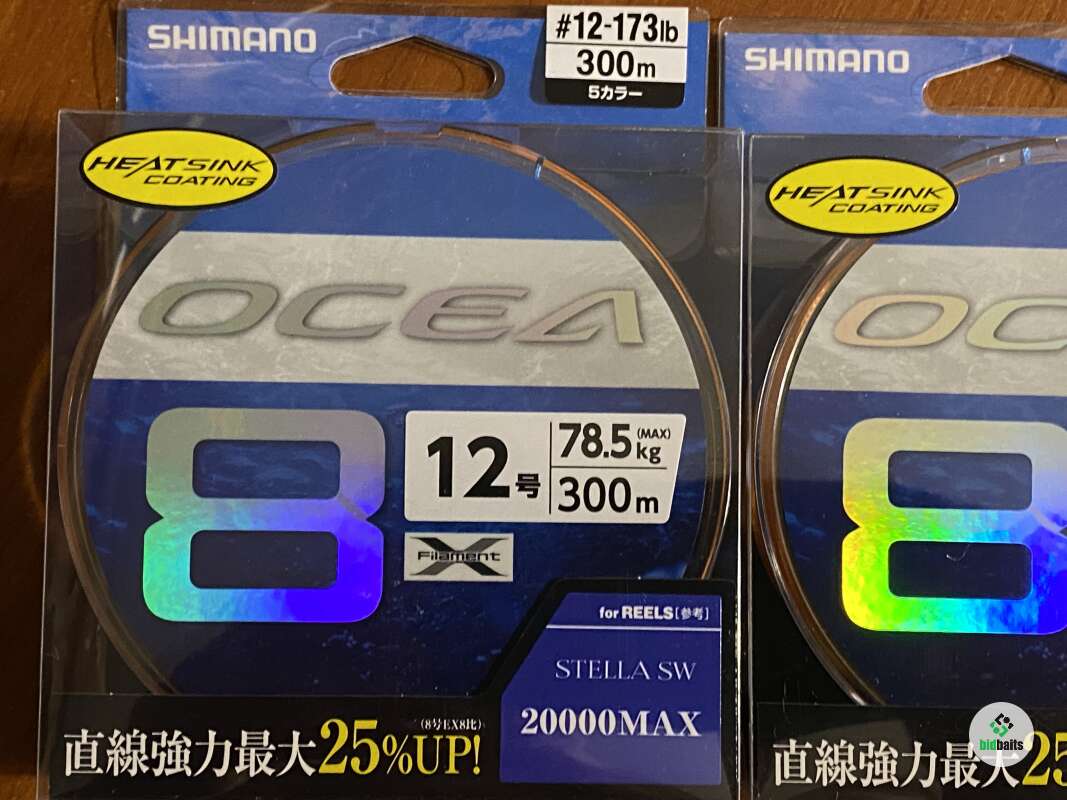 SHIMANO
#12-173lb
300m
5カラー
HEATSINK
COATING
OCEA
8
12号
78.5(MAX)
kg
300m
X
Filament
for REELS[参考]
STELLA SW
20000MAX
(8号EX8比)
直線強力最大25%UP!
SHIMANO
HEATSINK
COATING
OC
8
直線強力最大25
bidbaits